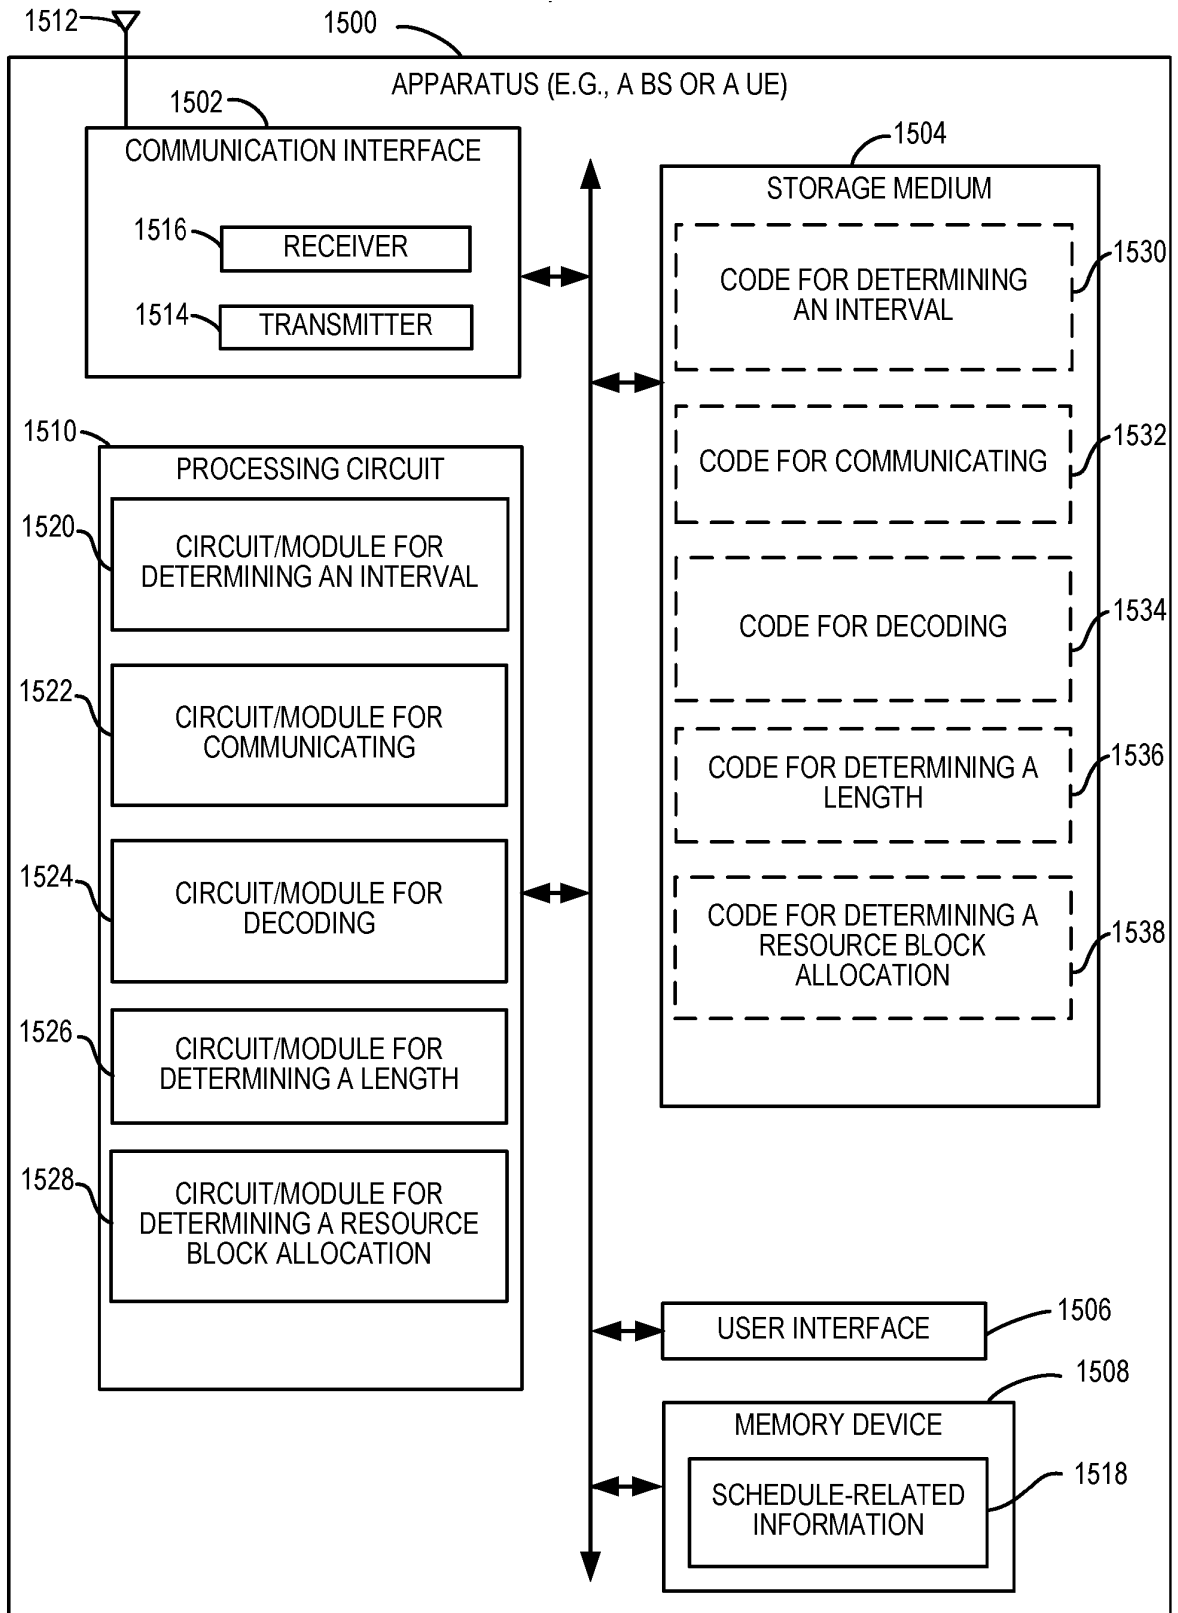 1512
1500
APPARATUS (E.G., A BS OR A UE)
1502
COMMUNICATION INTERFACE
1516
RECEIVER
1514
TRANSMITTER
1504
STORAGE MEDIUM
1530
CODE FOR DETERMINING
AN INTERVAL
1532
CODE FOR COMMUNICATING
1534
CODE FOR DECODING
1536
CODE FOR DETERMINING A
LENGTH
1538
CODE FOR DETERMINING A
RESOURCE BLOCK
ALLOCATION
1510
PROCESSING CIRCUIT
1520
CIRCUIT/MODULE FOR
DETERMINING AN INTERVAL
1522
CIRCUIT/MODULE FOR
COMMUNICATING
1524
CIRCUIT/MODULE FOR
DECODING
1526
CIRCUIT/MODULE FOR
DETERMINING A LENGTH
1528
CIRCUIT/MODULE FOR
DETERMINING A RESOURCE
BLOCK ALLOCATION
1506
USER INTERFACE
1508
MEMORY DEVICE
1518
SCHEDULE-RELATED
INFORMATION